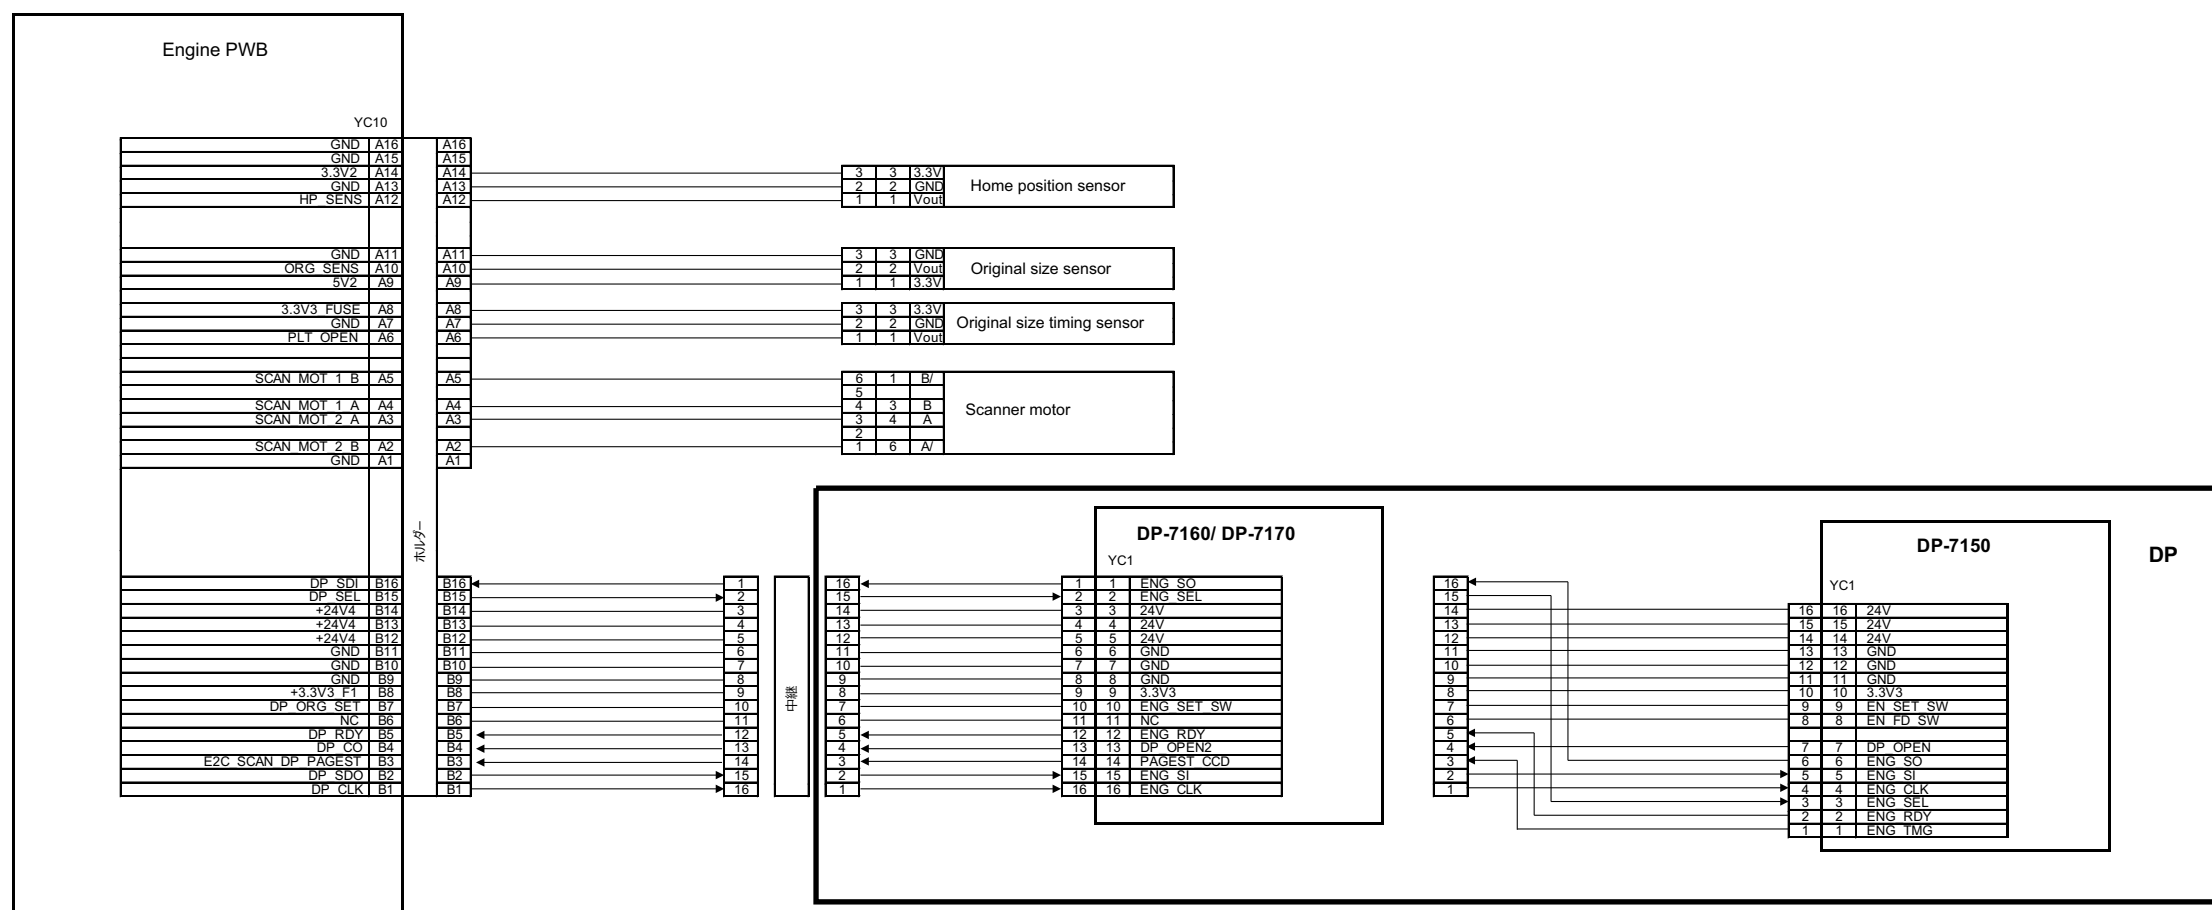 Engine PWB
YC10
GND A16 A16
GND A15 A15
3.3V2 A14 A14 3 3 3.3V
GND A13 A13 2 2 GND Home position sensor
HP_SENS A12 A12 1 1 Vout
GND A11 A11 3 3 GND
ORG_SENS A10 A10 2 2 Vout Original size sensor
5V2 A9 A9 1 1 3.3V
3.3V3_FUSE A8 A8 3 3 3.3V
GND A7 A7 2 2 GND Original size timing sensor
PLT_OPEN A6 A6 1 1 Vout
SCAN_MOT_1_B A5 A5 6 1 B/
5
SCAN_MOT_1_A A4 A4 4 3 B
Scanner motor
SCAN_MOT_2_A A3 A3 3 4 A
2
SCAN_MOT_2_B A2 A2 1 6 A/
GND A1 A1
ホルダー
DP-7160/ DP-7170
DP-7150
DP
YC1
YC1
中継
DP_SDI B16 B16 1 16 1 1 ENG_SO 16
DP_SEL B15 B15 2 15 2 2 ENG_SEL 15
+24V4 B14 B14 3 14 3 3 24V 14 16 16 24V
+24V4 B13 B13 4 13 4 4 24V 13 15 15 24V
+24V4 B12 B12 5 12 5 5 24V 12 14 14 24V
GND B11 B11 6 11 6 6 GND 11 13 13 GND
GND B10 B10 7 10 7 7 GND 10 12 12 GND
GND B9 B9 8 9 8 8 GND 9 11 11 GND
+3.3V3_F1 B8 B8 9 8 9 9 3.3V3 8 10 10 3.3V3
DP_ORG_SET B7 B7 10 7 10 10 ENG_SET_SW 7 9 9 EN_SET_SW
NC B6 B6 11 6 11 11 NC 6 8 8 EN_FD_SW
DP_RDY B5 B5 12 5 12 12 ENG_RDY 5
DP_CO B4 B4 13 4 13 13 DP_OPEN2 4 7 7 DP_OPEN
E2C_SCAN_DP_PAGEST B3 B3 14 3 14 14 PAGEST_CCD 3 6 6 ENG_SO
DP_SDO B2 B2 15 2 15 15 ENG_SI 2 5 5 ENG_SI
DP_CLK B1 B1 16 1 16 16 ENG_CLK 1 4 4 ENG_CLK
3 3 ENG_SEL
2 2 ENG_RDY
1 1 ENG_TMG